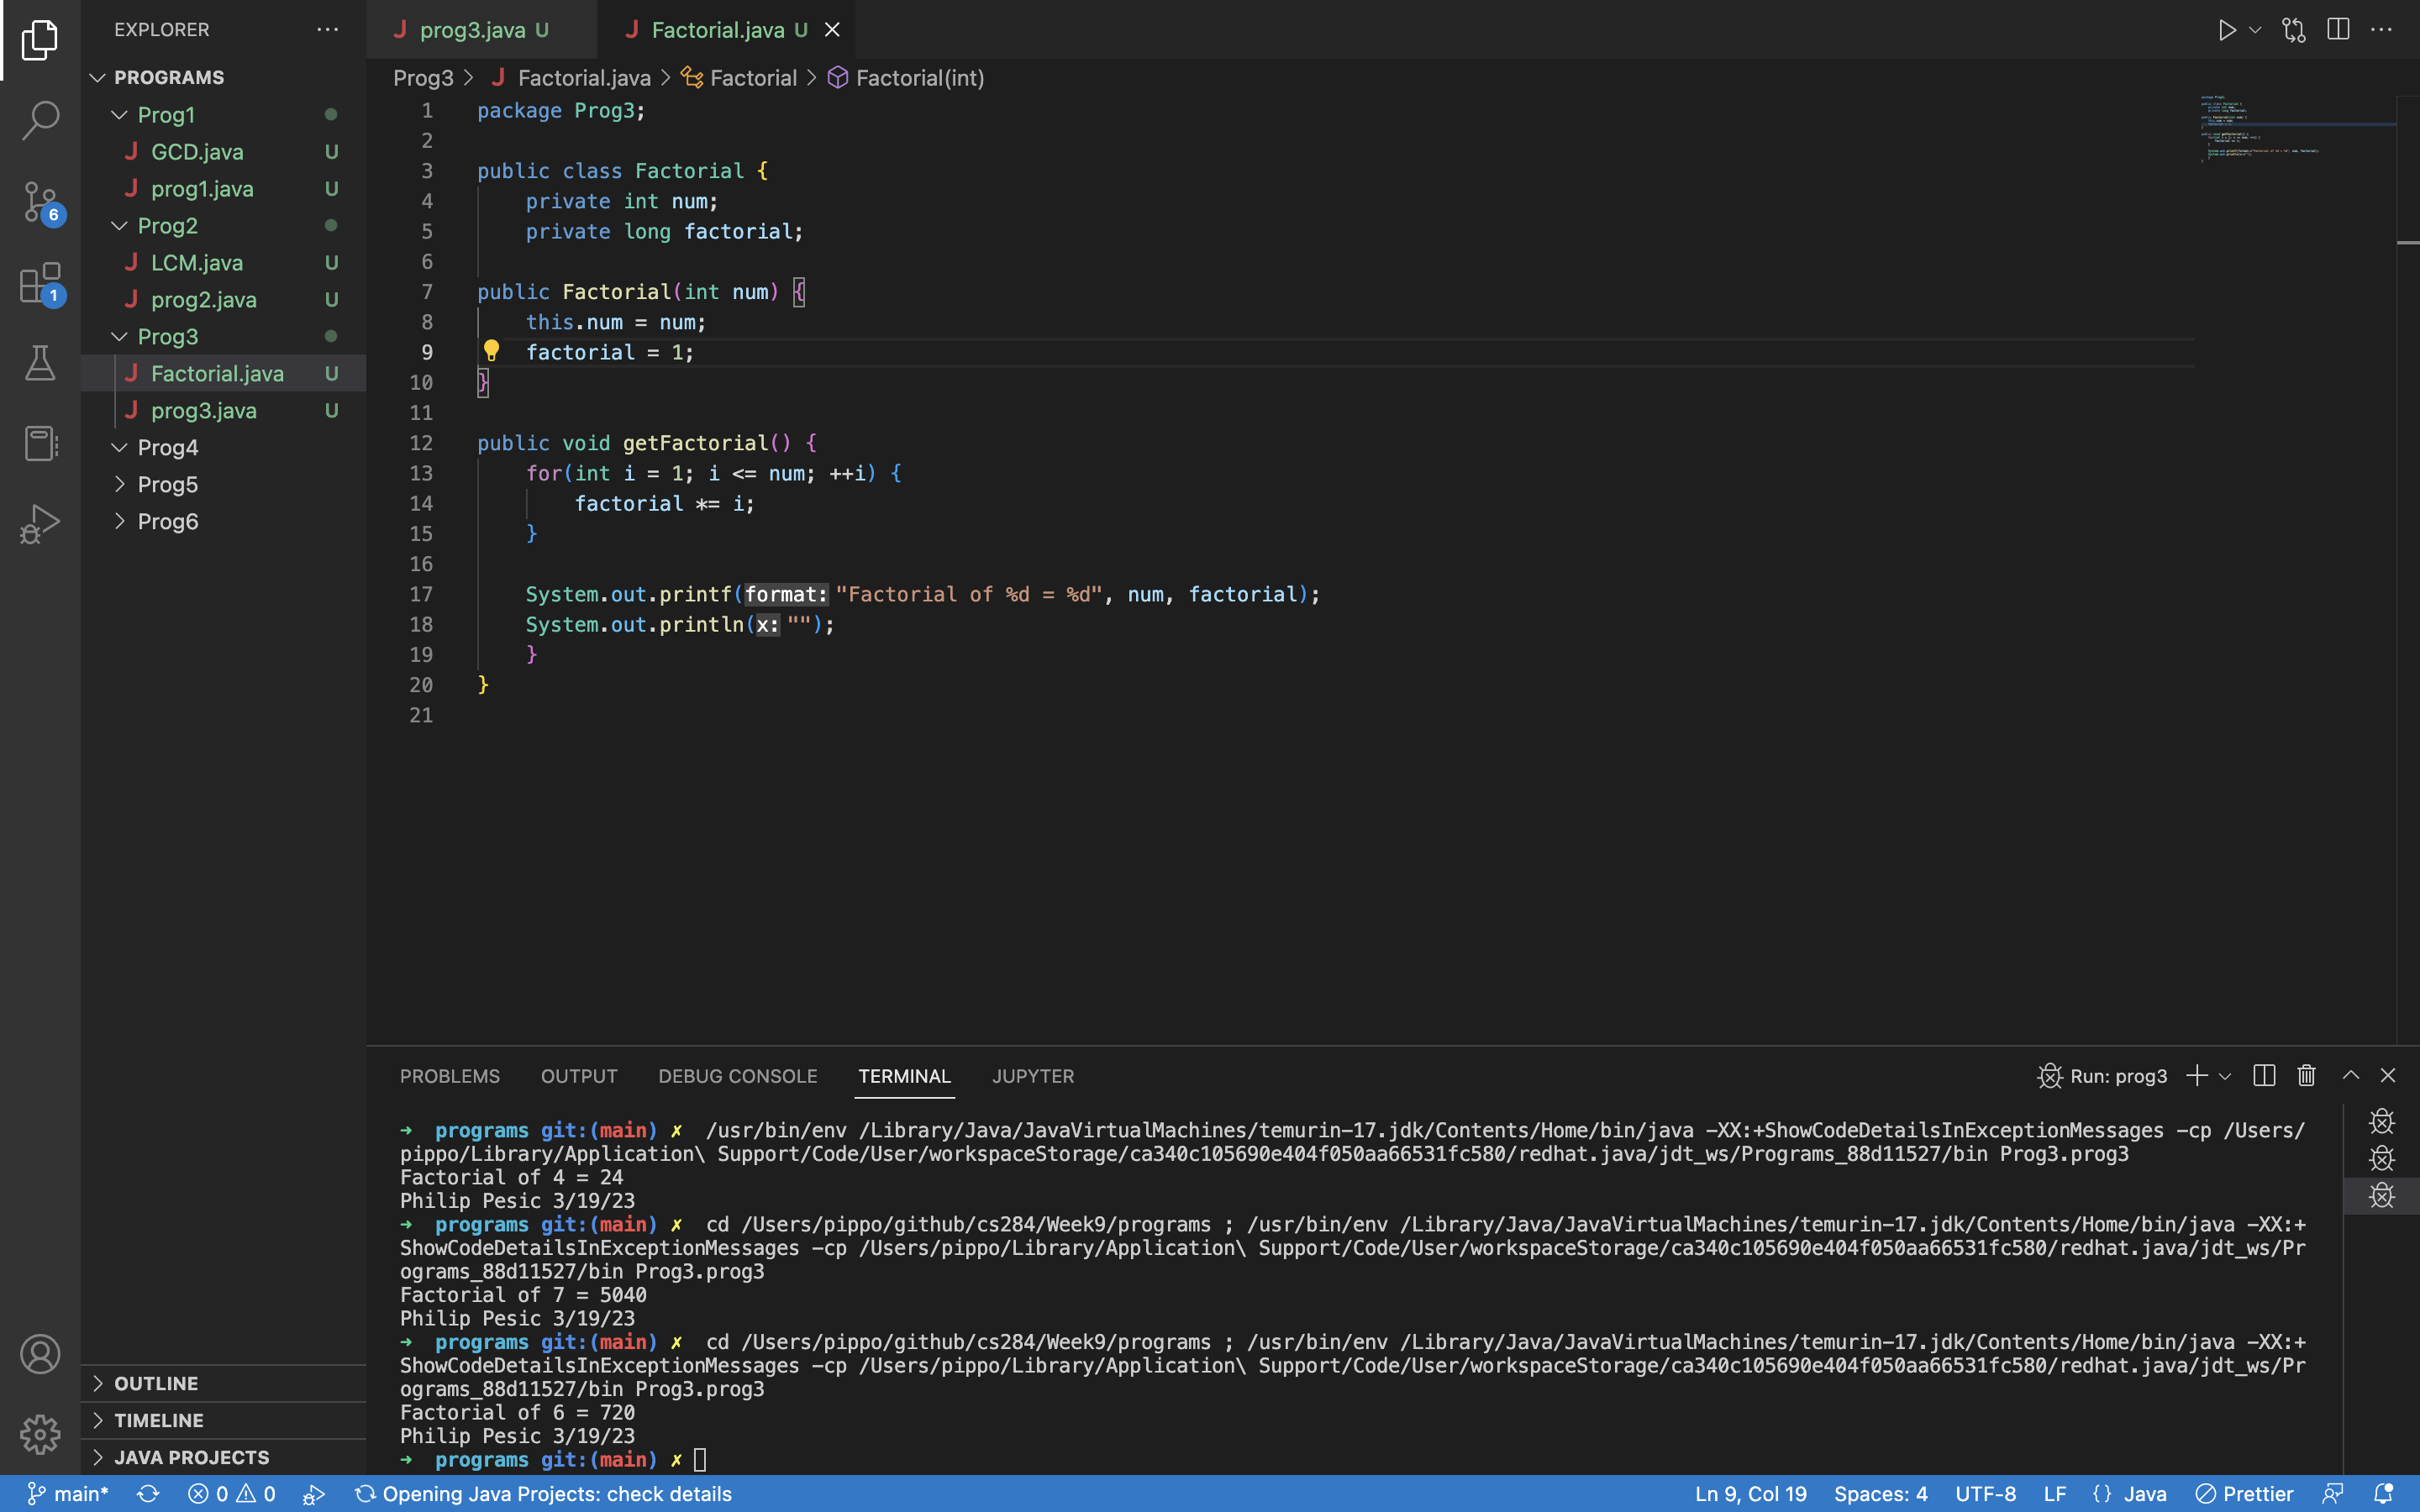 EXPLORER
PROGRAMS
Prog1
J GCD.java U
J prog1.java U
Prog2
J LCM.java U
J prog2.java U
Prog3
J Factorial.java U
J prog3.java U
Prog4
Prog5
Prog6
OUTLINE
TIMELINE
JAVA PROJECTS
6
1
J prog3.java U
J Factorial.java U
Prog3 > J Factorial.java > Factorial > Factorial(int)
1 package Prog3;
2
3 public class Factorial {
4 private int num;
5 private long factorial;
6
7 public Factorial(int num) {
8 this.num = num;
9 factorial = 1;
10 }
11
12 public void getFactorial() {
13 for(int i = 1; i <= num; ++i) {
14 factorial *= i;
15 }
16
17 System.out.printf(format:"Factorial of %d = %d", num, factorial);
18 System.out.println(x:"");
19 }
20 }
21
PROBLEMS OUTPUT DEBUG CONSOLE TERMINAL JUPYTER
Run: prog3
➜ programs git:(main) ✗ /usr/bin/env /Library/Java/JavaVirtualMachines/temurin-17.jdk/Contents/Home/bin/java -XX:+ShowCodeDetailsInExceptionMessages -cp /Users/
pippo/Library/Application\ Support/Code/User/workspaceStorage/ca340c105690e404f050aa66531fc580/redhat.java/jdt_ws/Programs_88d11527/bin Prog3.prog3
Factorial of 4 = 24
Philip Pesic 3/19/23
➜ programs git:(main) ✗ cd /Users/pippo/github/cs284/Week9/programs ; /usr/bin/env /Library/Java/JavaVirtualMachines/temurin-17.jdk/Contents/Home/bin/java -XX:+
ShowCodeDetailsInExceptionMessages -cp /Users/pippo/Library/Application\ Support/Code/User/workspaceStorage/ca340c105690e404f050aa66531fc580/redhat.java/jdt_ws/Pr
ograms_88d11527/bin Prog3.prog3
Factorial of 7 = 5040
Philip Pesic 3/19/23
➜ programs git:(main) ✗ cd /Users/pippo/github/cs284/Week9/programs ; /usr/bin/env /Library/Java/JavaVirtualMachines/temurin-17.jdk/Contents/Home/bin/java -XX:+
ShowCodeDetailsInExceptionMessages -cp /Users/pippo/Library/Application\ Support/Code/User/workspaceStorage/ca340c105690e404f050aa66531fc580/redhat.java/jdt_ws/Pr
ograms_88d11527/bin Prog3.prog3
Factorial of 6 = 720
Philip Pesic 3/19/23
➜ programs git:(main) ✗
main* 0 0 Opening Java Projects: check details Ln 9, Col 19 Spaces: 4 UTF-8 LF {} Java Prettier